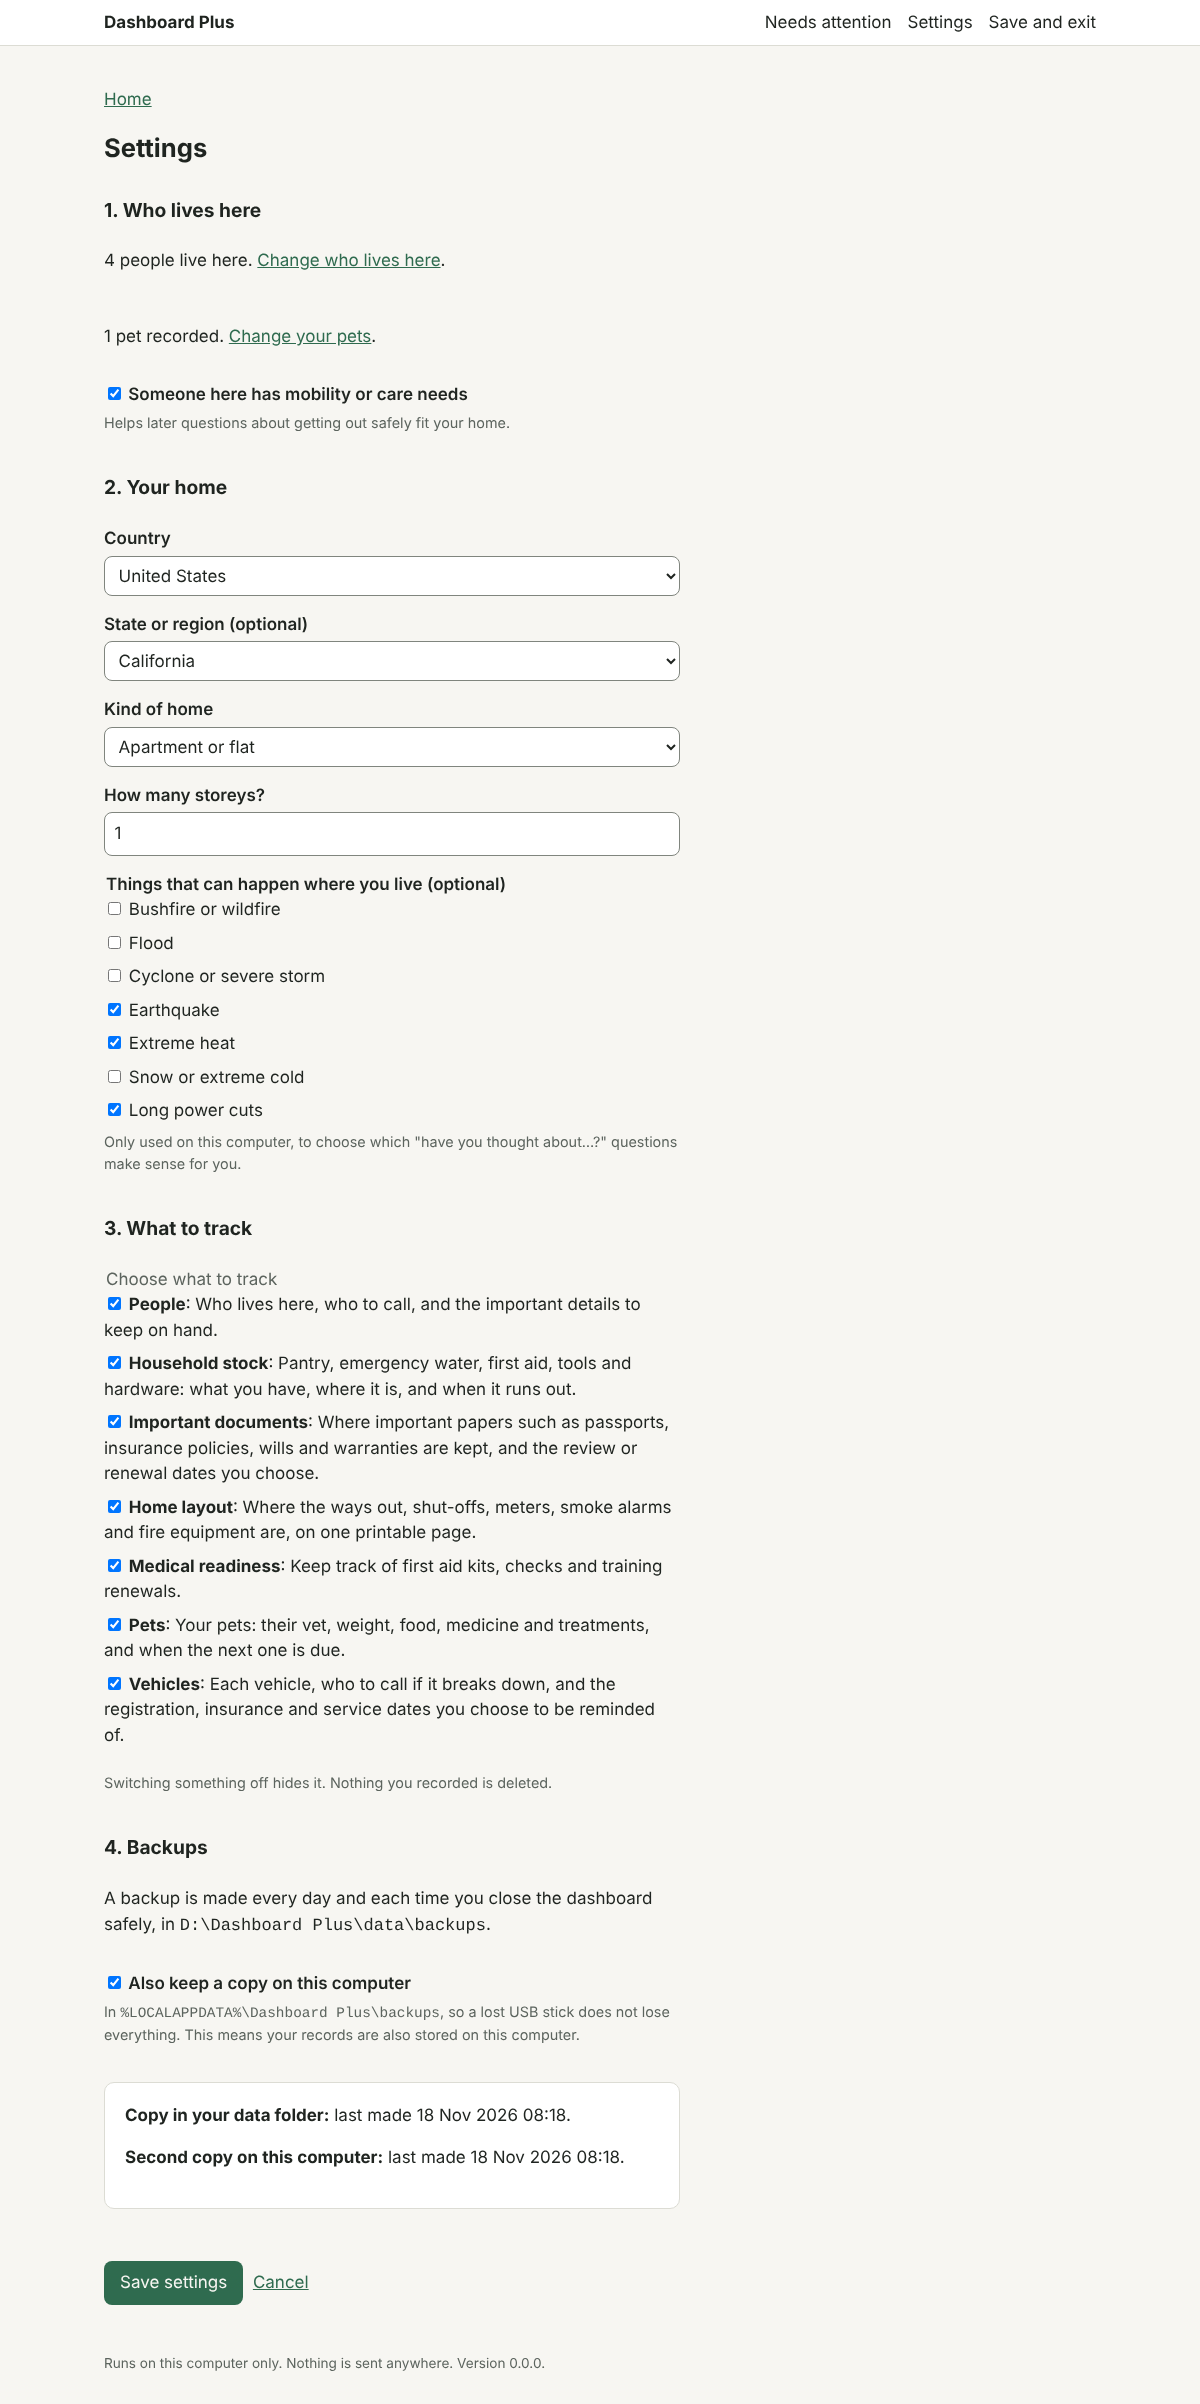 Dashboard Plus
Needs attention Settings Save and exit
Home
Settings
1. Who lives here
4 people live here. Change who lives here.
1 pet recorded. Change your pets.
Someone here has mobility or care needs
Helps later questions about getting out safely fit your home.
2. Your home
Country
United States
State or region (optional)
California
Kind of home
Apartment or flat
How many storeys?
1
Things that can happen where you live (optional)
Bushfire or wildfire
Flood
Cyclone or severe storm
Earthquake
Extreme heat
Snow or extreme cold
Long power cuts
Only used on this computer, to choose which "have you thought about...?" questions
make sense for you.
3. What to track
Choose what to track
People: Who lives here, who to call, and the important details to
keep on hand.
Household stock: Pantry, emergency water, first aid, tools and
hardware: what you have, where it is, and when it runs out.
Important documents: Where important papers such as passports,
insurance policies, wills and warranties are kept, and the review or
renewal dates you choose.
Home layout: Where the ways out, shut-offs, meters, smoke alarms
and fire equipment are, on one printable page.
Medical readiness: Keep track of first aid kits, checks and training
renewals.
Pets: Your pets: their vet, weight, food, medicine and treatments,
and when the next one is due.
Vehicles: Each vehicle, who to call if it breaks down, and the
registration, insurance and service dates you choose to be reminded
of.
Switching something off hides it. Nothing you recorded is deleted.
4. Backups
A backup is made every day and each time you close the dashboard
safely, in D:\Dashboard Plus\data\backups.
Also keep a copy on this computer
In %LOCALAPPDATA%\Dashboard Plus\backups, so a lost USB stick does not lose
everything. This means your records are also stored on this computer.
Copy in your data folder: last made 18 Nov 2026 08:18.
Second copy on this computer: last made 18 Nov 2026 08:18.
Save settings Cancel
Runs on this computer only. Nothing is sent anywhere. Version 0.0.0.